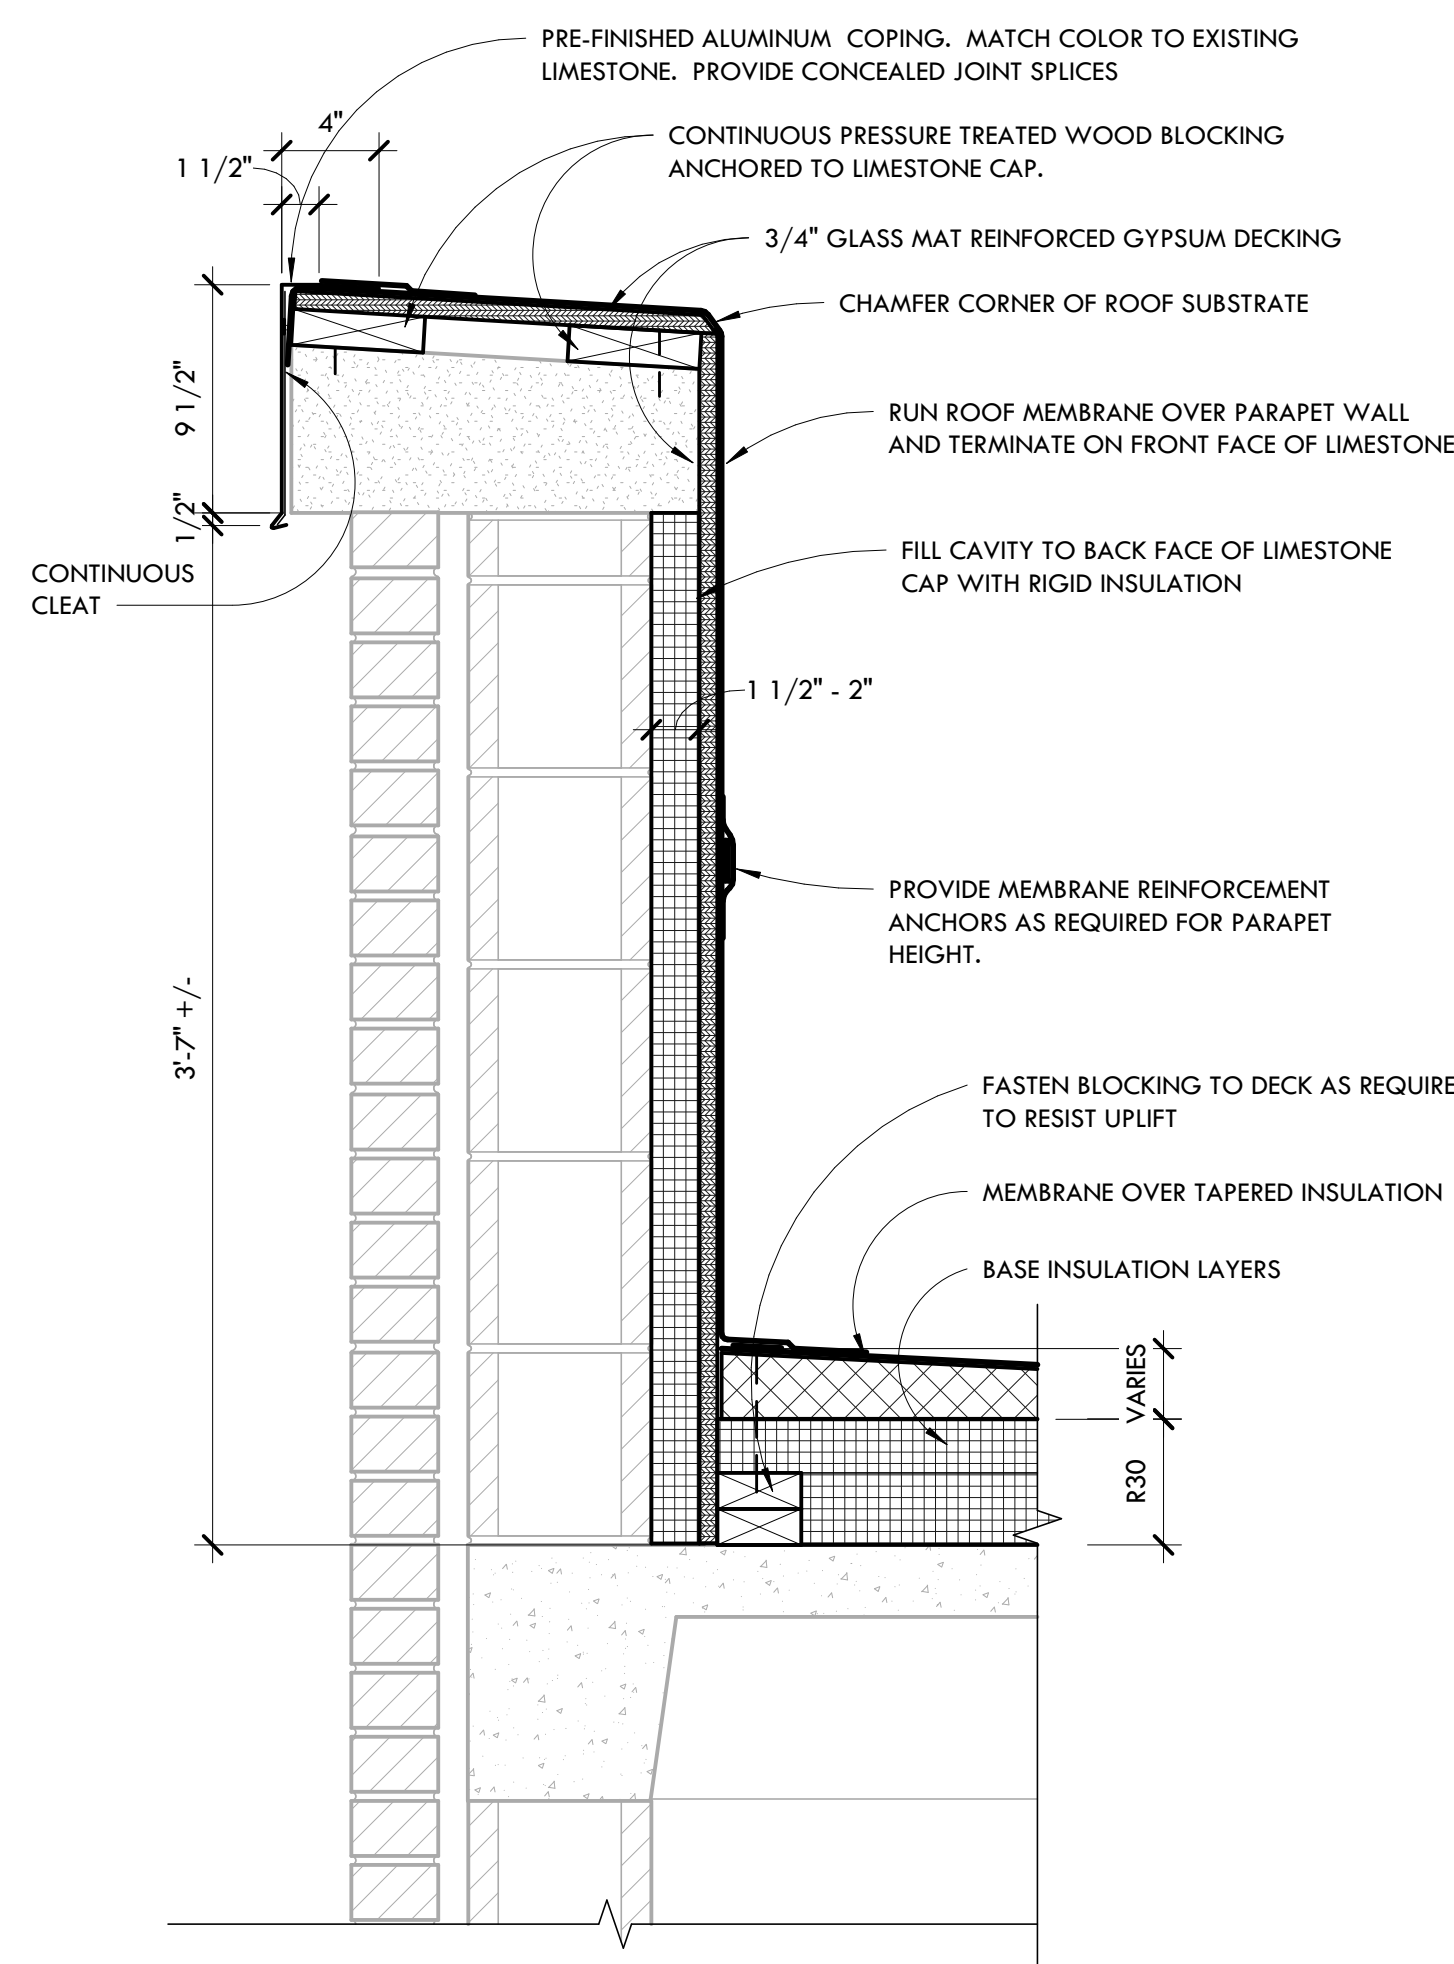 PRE-FINISHED ALUMINUM COPING. MATCH COLOR TO EXISTING
LIMESTONE. PROVIDE CONCEALED JOINT SPLICES
4"
1 1/2"
CONTINUOUS PRESSURE TREATED WOOD BLOCKING
ANCHORED TO LIMESTONE CAP.
3/4" GLASS MAT REINFORCED GYPSUM DECKING
CHAMFER CORNER OF ROOF SUBSTRATE
9 1/2"
RUN ROOF MEMBRANE OVER PARAPET WALL
AND TERMINATE ON FRONT FACE OF LIMESTONE
1/2"
CONTINUOUS
CLEAT
FILL CAVITY TO BACK FACE OF LIMESTONE
CAP WITH RIGID INSULATION
1 1/2" - 2"
PROVIDE MEMBRANE REINFORCEMENT
ANCHORS AS REQUIRED FOR PARAPET
HEIGHT.
3'-7" +/-
FASTEN BLOCKING TO DECK AS REQUIRE
TO RESIST UPLIFT
MEMBRANE OVER TAPERED INSULATION
BASE INSULATION LAYERS
VARIES
R30